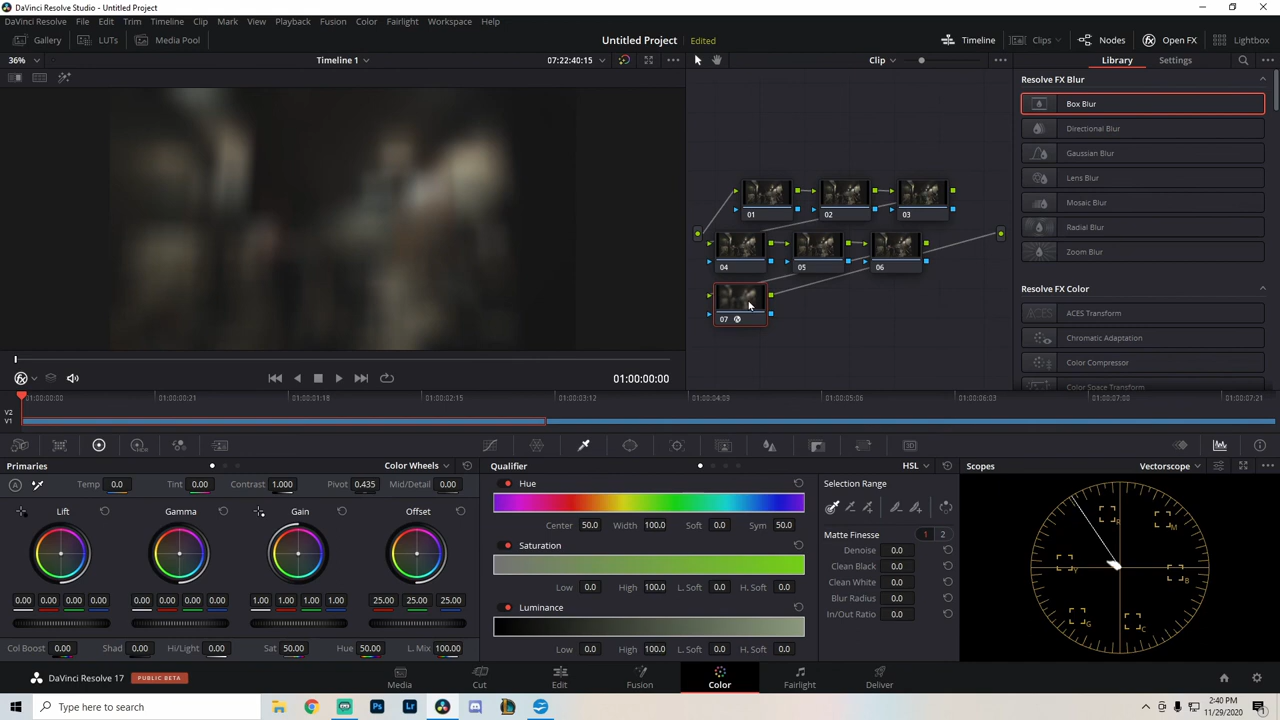 DaVinci Resolve Studio - Untitled Project
DaVinci Resolve File Edit Trim Timeline Clip Mark View Playback Fusion Color Fairlight Workspace Help
Gallery LUTs Media Pool Untitled Project Edited Timeline Clips Nodes Open FX Lightbox
36% Timeline 1 07:22:40:15 Clip Library Settings
Resolve FX Blur
Box Blur
Directional Blur
Gaussian Blur
Lens Blur
Mosaic Blur
Radial Blur
Zoom Blur
Resolve FX Color
ACES Transform
Chromatic Adaptation
Color Compressor
Color Space Transform
01 02 03
04 05 06
07
01:00:00:00
01:00:00:00 01:00:00:21 01:00:01:18 01:00:02:15 01:00:03:12 01:00:04:09 01:00:05:06 01:00:06:03 01:00:07:00 01:00:07:21
V2
V1
Primaries Color Wheels
Temp 0.0 Tint 0.00 Contrast 1.000 Pivot 0.435 Mid/Detail 0.00
Lift Gamma Gain Offset
0.00 0.00 0.00 0.00 0.00 0.00 0.00 0.00 1.00 1.00 1.00 1.00 25.00 25.00 25.00
Col Boost 0.00 Shad 0.00 Hi/Light 0.00 Sat 50.00 Hue 50.00 L. Mix 100.00
Qualifier HSL
Hue
Center 50.0 Width 100.0 Soft 0.0 Sym 50.0
Saturation
Low 0.0 High 100.0 L. Soft 0.0 H. Soft 0.0
Luminance
Low 0.0 High 100.0 L. Soft 0.0 H. Soft 0.0
Selection Range
Matte Finesse 1 2
Denoise 0.0
Clean Black 0.0
Clean White 0.0
Blur Radius 0.0
In/Out Ratio 0.0
Scopes Vectorscope
R M
Y B
G C
DaVinci Resolve 17 PUBLIC BETA Media Cut Edit Fusion Color Fairlight Deliver
Type here to search
2:40 PM
11/29/2020